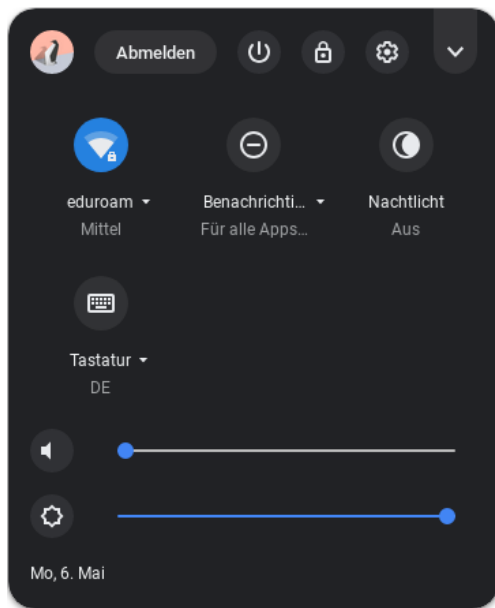 Abmelden
eduroam
Mittel
Benachrichti...
Für alle Apps...
Nachtlicht
Aus
Tastatur
DE
Mo, 6. Mai